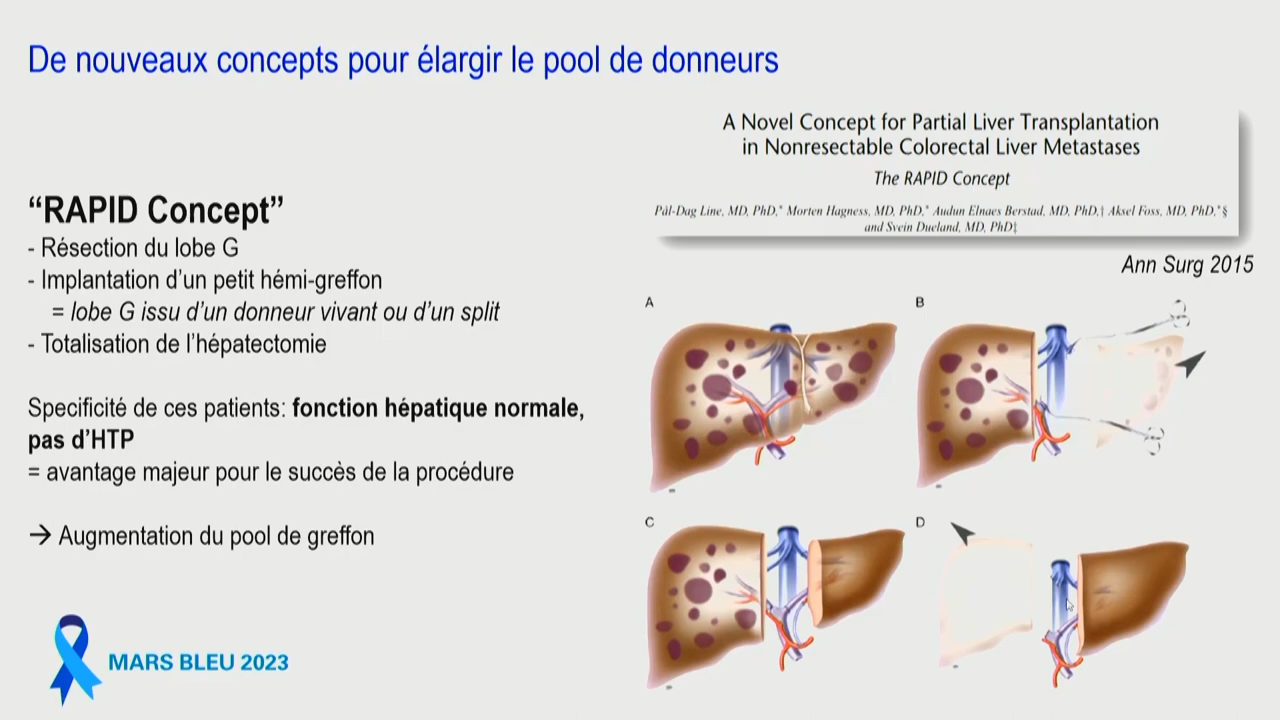 De nouveaux concepts pour élargir le pool de donneurs
A Novel Concept for Partial Liver Transplantation
in Nonresectable Colorectal Liver Metastases
The RAPID Concept
Pål-Dag Line, MD, PhD,* Morten Hagness, MD, PhD,* Audun Elnaes Berstad, MD, PhD,† Aksel Foss, MD, PhD,*§
and Svein Dueland, MD, PhD‡
Ann Surg 2015
“RAPID Concept”
- Résection du lobe G
- Implantation d’un petit hémi-greffon
= lobe G issu d’un donneur vivant ou d’un split
- Totalisation de l’hépatectomie
Specificité de ces patients: fonction hépatique normale,
pas d’HTP
= avantage majeur pour le succès de la procédure
→ Augmentation du pool de greffon
A
B
C
D
MARS BLEU 2023